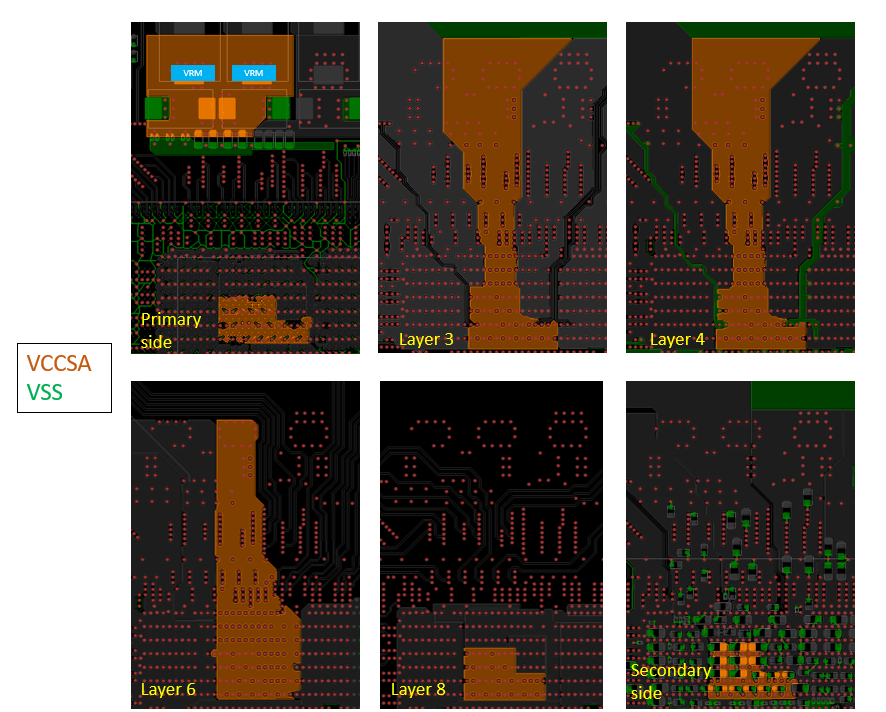 VRM VRM
Primary
side
Layer 3
Layer 4
VCCSA
VSS
Layer 6
Layer 8
Secondary
side